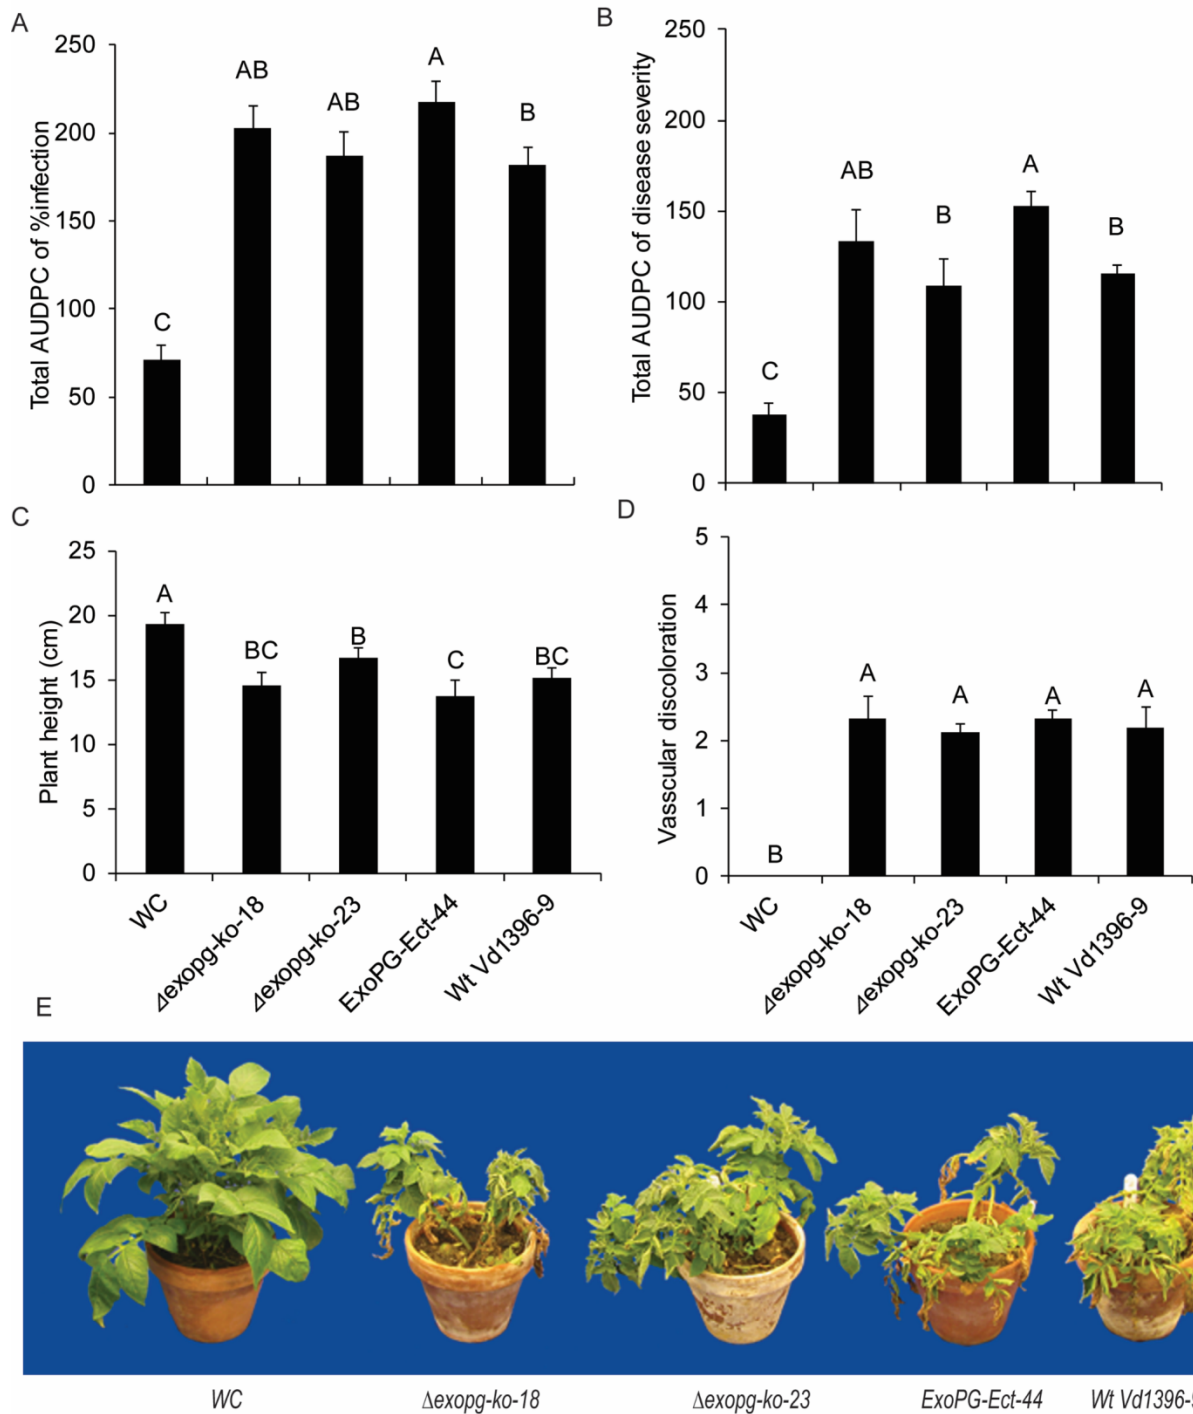 A
Total AUDPC of %infection
250
200
150
100
50
0
C
AB
AB
A
B
B
Total AUDPC of disease severity
250
200
150
100
50
0
C
AB
B
A
B
C
Plant height (cm)
25
20
15
10
5
0
A
BC
B
C
BC
WC
Δexopg-ko-18
Δexopg-ko-23
ExoPG-Ect-44
Wt Vd1396-9
D
Vasscular discoloration
5
4
3
2
1
0
B
A
A
A
A
WC
Δexopg-ko-18
Δexopg-ko-23
ExoPG-Ect-44
Wt Vd1396-9
E
WC
Δexopg-ko-18
Δexopg-ko-23
ExoPG-Ect-44
Wt Vd1396-9